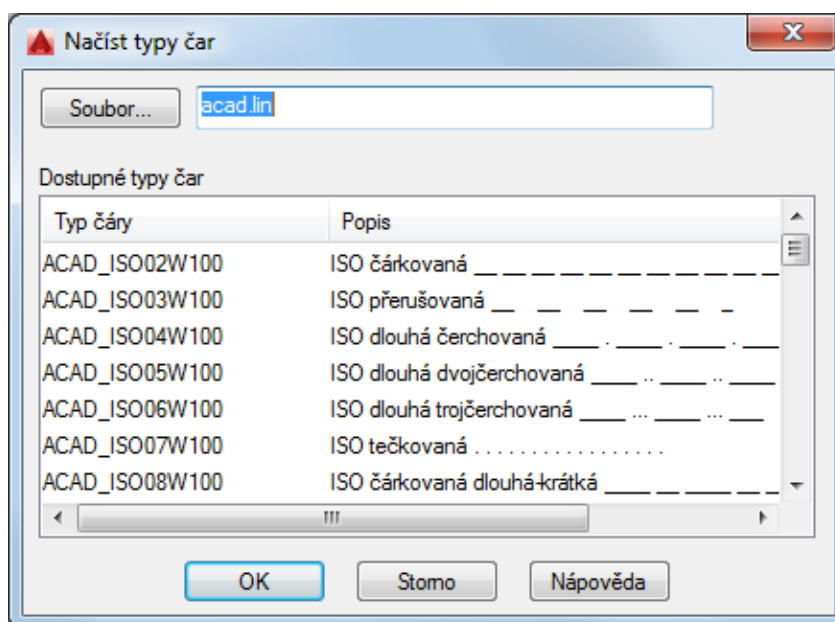 Načíst typy čar
Soubor... acad.lin
Dostupné typy čar
Typ čáry Popis
ACAD_ISO02W100 ISO čárkovaná __ __ __ __ __ __ __ __ __ __ __
ACAD_ISO03W100 ISO přerušovaná __ __ __ __ __ _
ACAD_ISO04W100 ISO dlouhá čerchovaná ____ . ____ . ____ . ___
ACAD_ISO05W100 ISO dlouhá dvojčerchovaná ____ .. ____ .. ____
ACAD_ISO06W100 ISO dlouhá trojčerchovaná ____ ... ____ ... ___
ACAD_ISO07W100 ISO tečkovaná . . . . . . . . . . . . . . . . .
ACAD_ISO08W100 ISO čárkovaná dlouhá-krátká ____ __ ____ __ _
OK Storno Nápověda